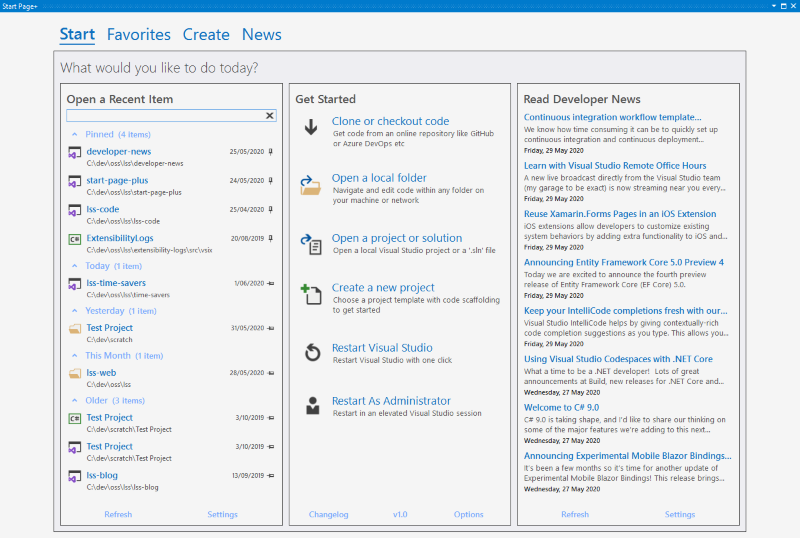 Start Page+
Start Favorites Create News
What would you like to do today?
Open a Recent Item
Pinned (4 items)
developer-news 25/05/2020
C:\dev\oss\lss\developer-news
start-page-plus 24/05/2020
C:\dev\oss\lss\start-page-plus
lss-code 25/04/2020
C:\dev\oss\lss\lss-code
ExtensibilityLogs 20/08/2019
C:\dev\oss\lss\extensibility-logs\src\vsix
Today (1 item)
lss-time-savers 1/06/2020
C:\dev\oss\lss\time-savers
Yesterday (1 item)
Test Project 31/05/2020
C:\dev\scratch
This Month (1 item)
lss-web 28/05/2020
C:\dev\oss\lss
Older (3 items)
Test Project 3/10/2019
C:\dev\scratch\Test Project
Test Project 3/10/2019
C:\dev\scratch\Test Project
lss-blog 13/09/2019
C:\dev\oss\lss\lss-blog
Refresh Settings
Get Started
Clone or checkout code
Get code from an online repository like GitHub
or Azure DevOps etc
Open a local folder
Navigate and edit code within any folder on
your machine or network
Open a project or solution
Open a local Visual Studio project or a '.sln' file
Create a new project
Choose a project template with code scaffolding
to get started
Restart Visual Studio
Restart Visual Studio with one click
Restart As Administrator
Restart in an elevated Visual Studio session
Changelog v1.0 Options
Read Developer News
Continuous integration workflow template...
We know how time consuming it can be to quickly set up
continuous integration and continuous deployment...
Friday, 29 May 2020
Learn with Visual Studio Remote Office Hours
A new live broadcast directly from the Visual Studio team
(my garage to be exact) is now streaming near you every...
Friday, 29 May 2020
Reuse Xamarin.Forms Pages in an iOS Extension
iOS extensions allow developers to customize existing
system behaviors by adding extra functionality to iOS and...
Friday, 29 May 2020
Announcing Entity Framework Core 5.0 Preview 4
Today we are excited to announce the fourth preview
release of Entity Framework Core (EF Core) 5.0.
Friday, 29 May 2020
Keep your IntelliCode completions fresh with our...
Visual Studio IntelliCode helps by giving contextually-rich
code completion suggestions as you type. This allows you...
Friday, 29 May 2020
Using Visual Studio Codespaces with .NET Core
What a time to be a .NET developer! Lots of great
announcements at Build, new releases for .NET Core and...
Wednesday, 27 May 2020
Welcome to C# 9.0
C# 9.0 is taking shape, and I'd like to share our thinking on
some of the major features we're adding to this next...
Wednesday, 27 May 2020
Announcing Experimental Mobile Blazor Bindings...
It's been a few months so it's time for another update of
Experimental Mobile Blazor Bindings! This release brings...
Wednesday, 27 May 2020
Refresh Settings